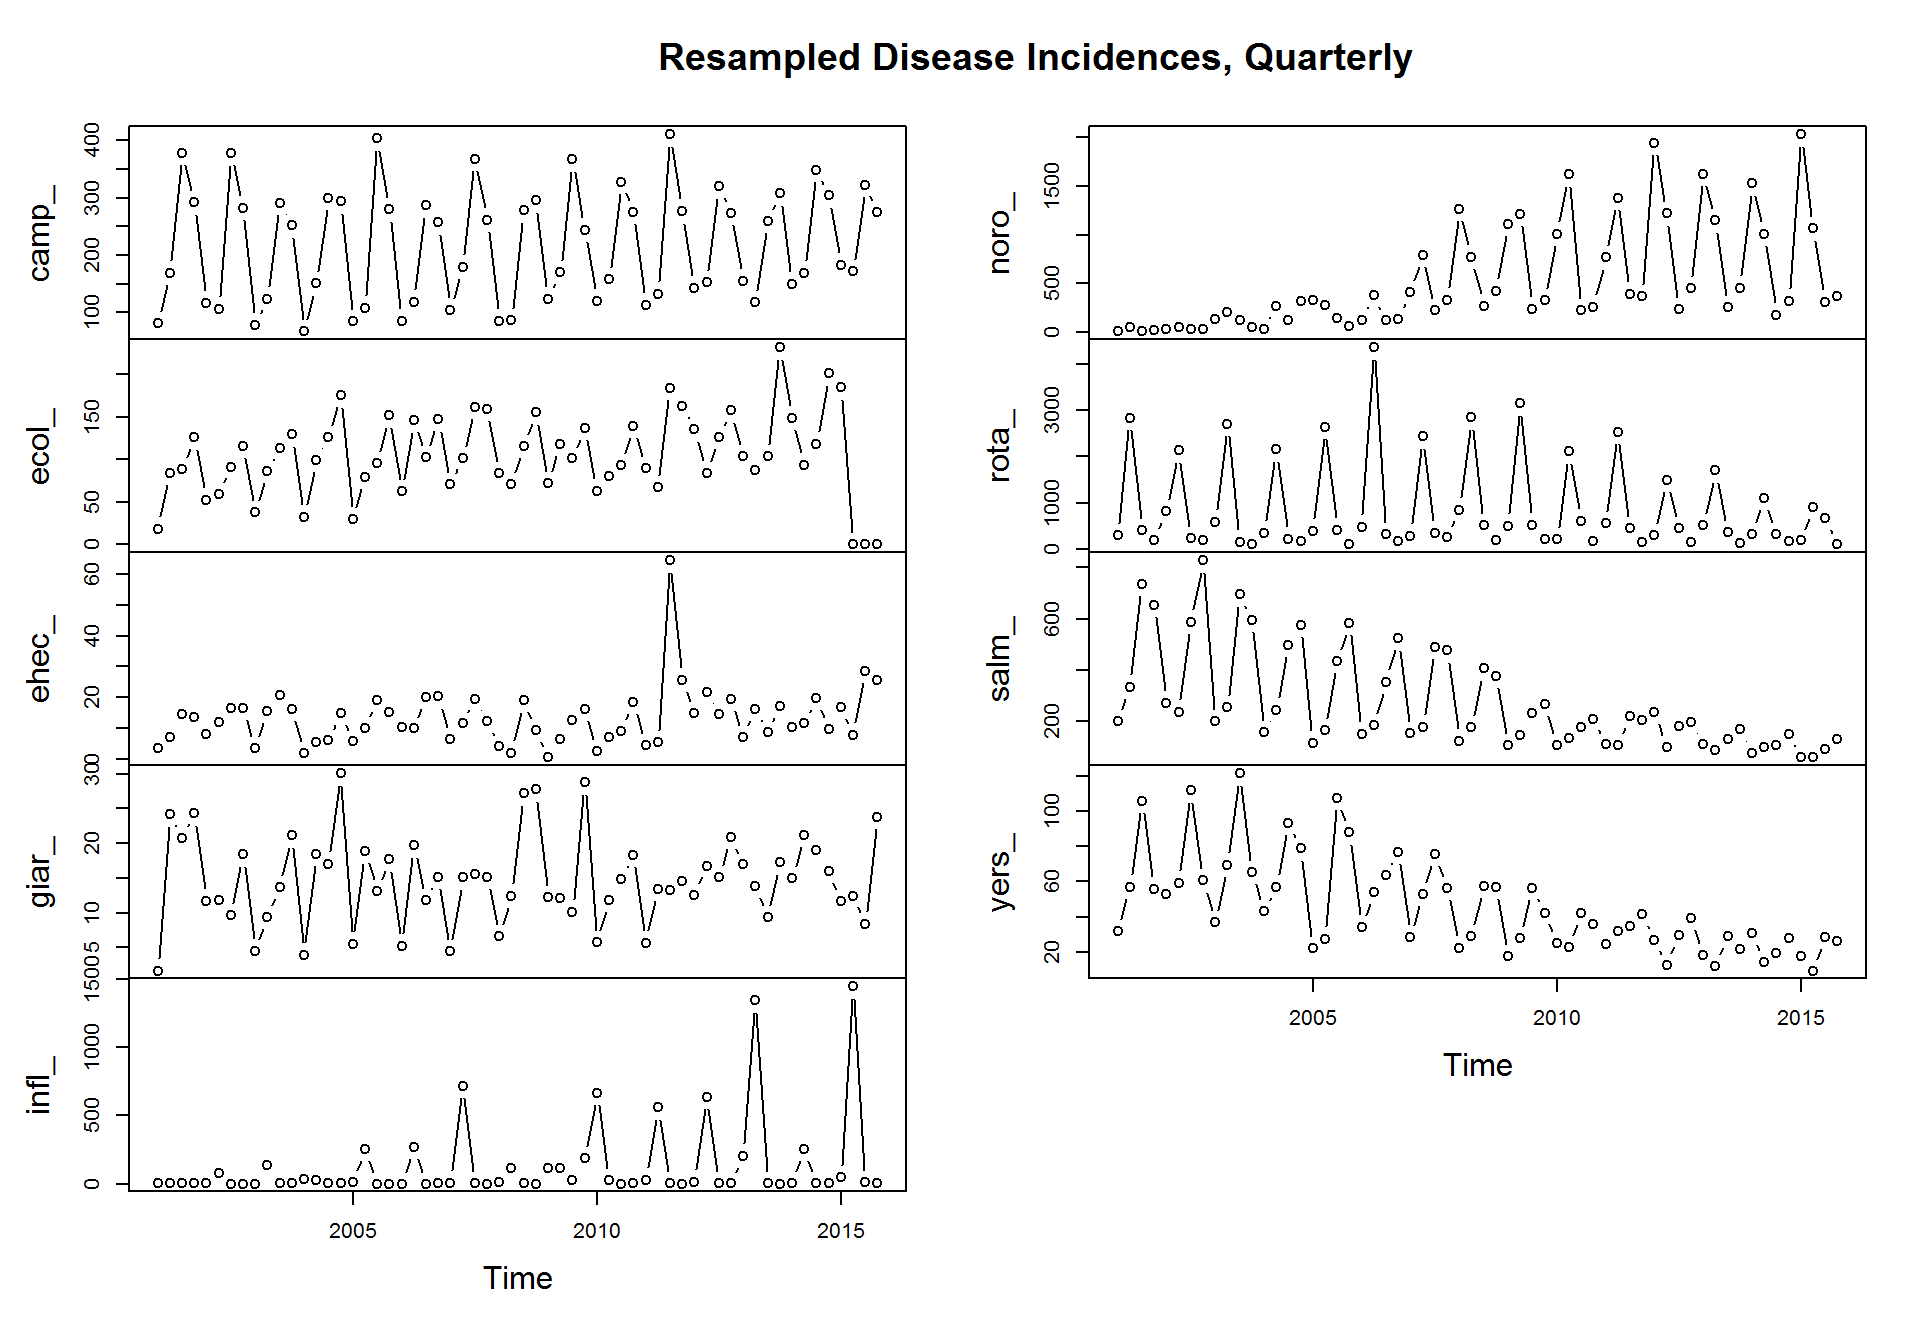 Resampled Disease Incidences, Quarterly
camp_
100 200 300 400
ecol_
0 50 150
ehec_
0 20 40 60
giar_
5 10 20 30
infl_
0 500 1000 1500
2005 2010 2015
Time
noro_
0 500 1500
rota_
0 1000 3000
salm_
200 600
yers_
20 60 100
2005 2010 2015
Time